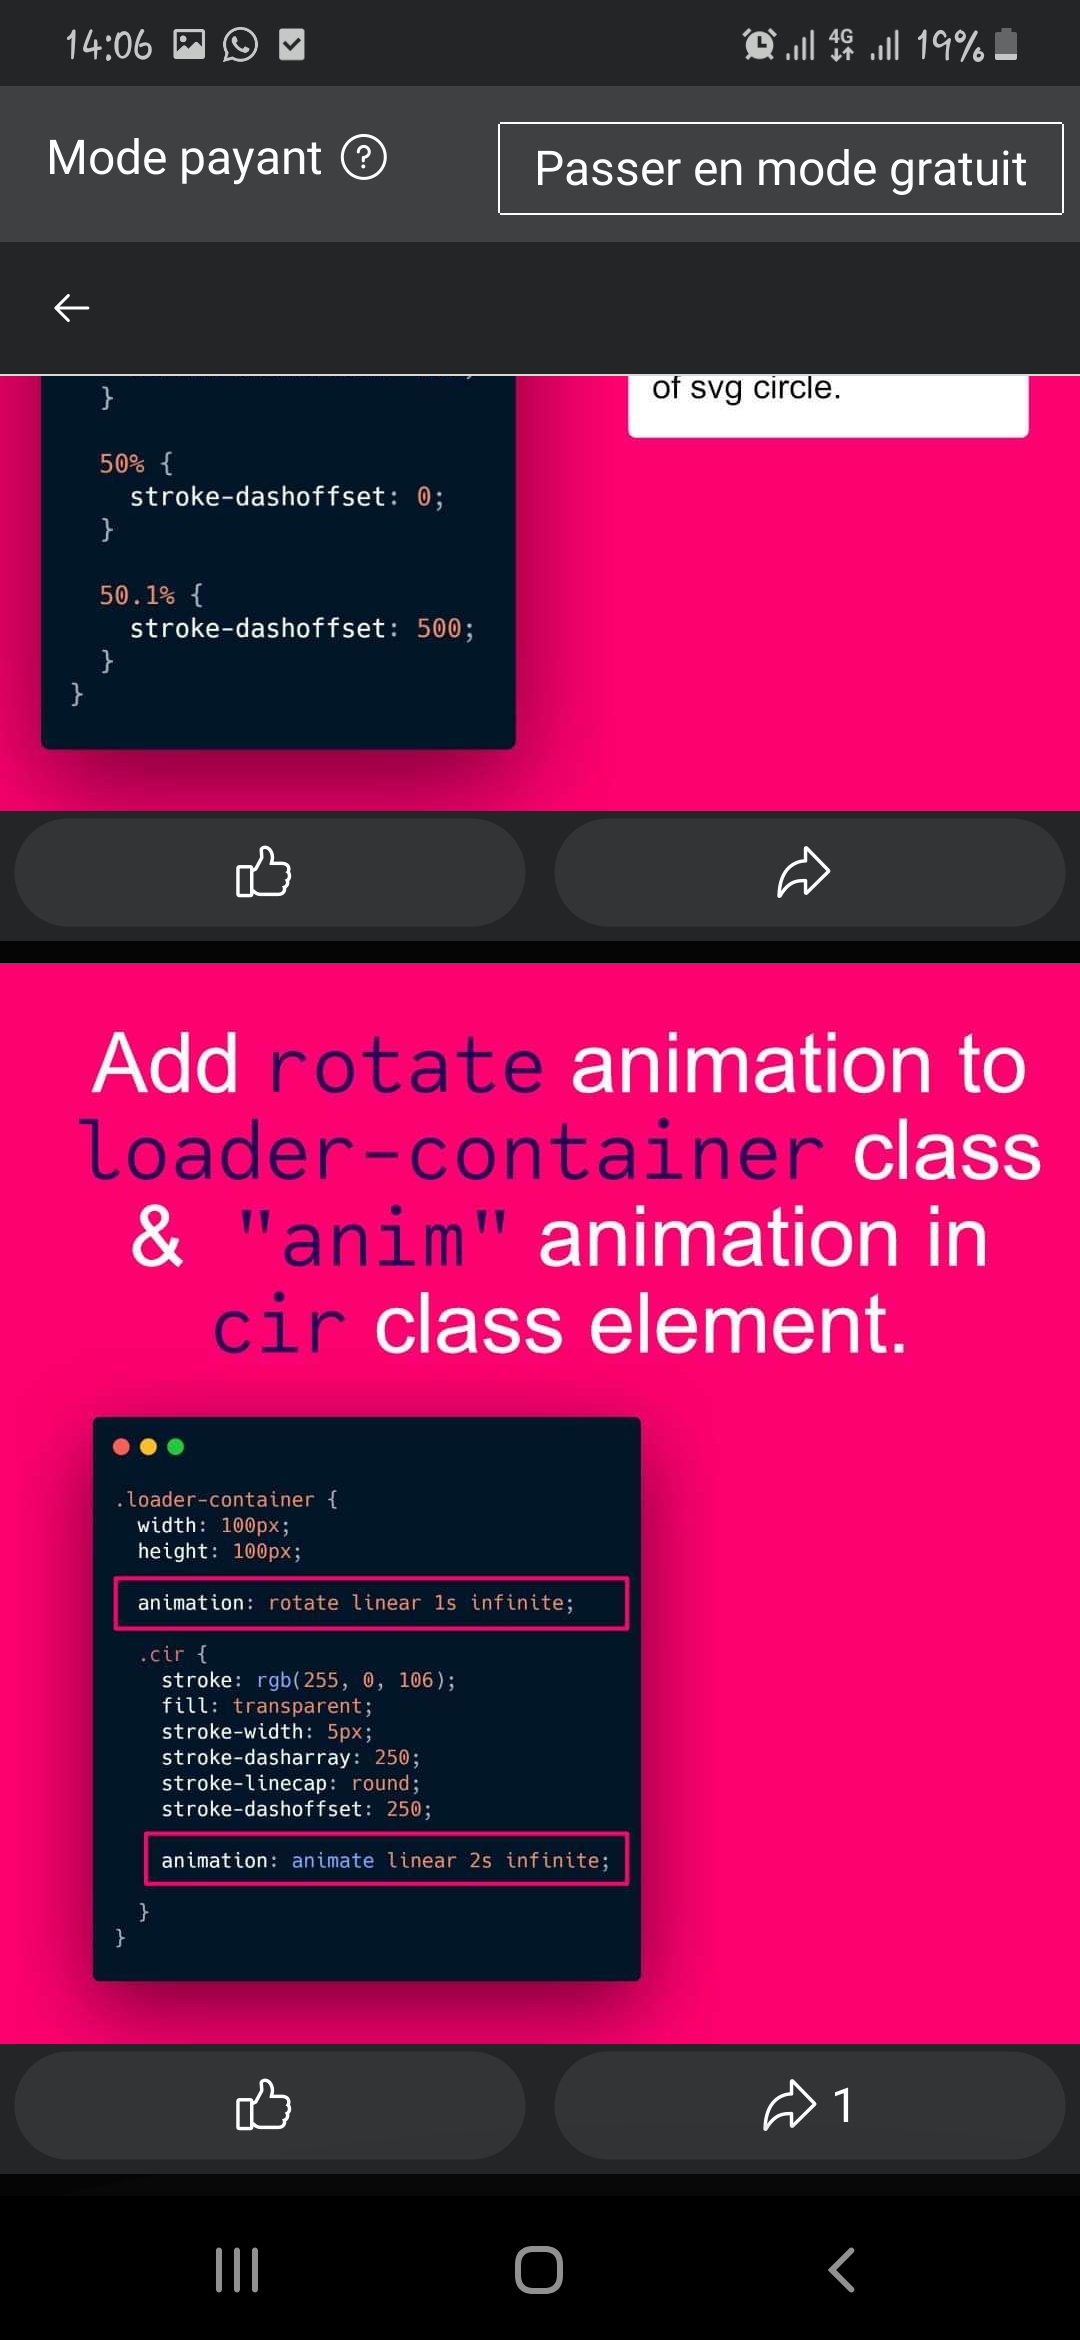 14:06
4G
19%
Mode payant ?
Passer en mode gratuit
}
of svg circle.
50% {
stroke-dashoffset: 0;
}
50.1% {
stroke-dashoffset: 500;
}
}
Add rotate animation to
loader-container class
& "anim" animation in
cir class element.
.loader-container {
width: 100px;
height: 100px;
animation: rotate linear 1s infinite;
.cir {
stroke: rgb(255, 0, 106);
fill: transparent;
stroke-width: 5px;
stroke-dasharray: 250;
stroke-linecap: round;
stroke-dashoffset: 250;
animation: animate linear 2s infinite;
}
}
1